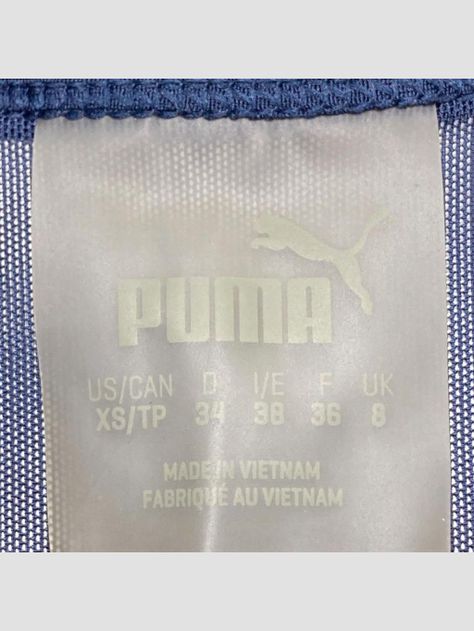 PUMA
US/CAN D I/E F UK
XS/TP 34 38 36 8
MADE IN VIETNAM
FABRIQUÉ AU VIETNAM